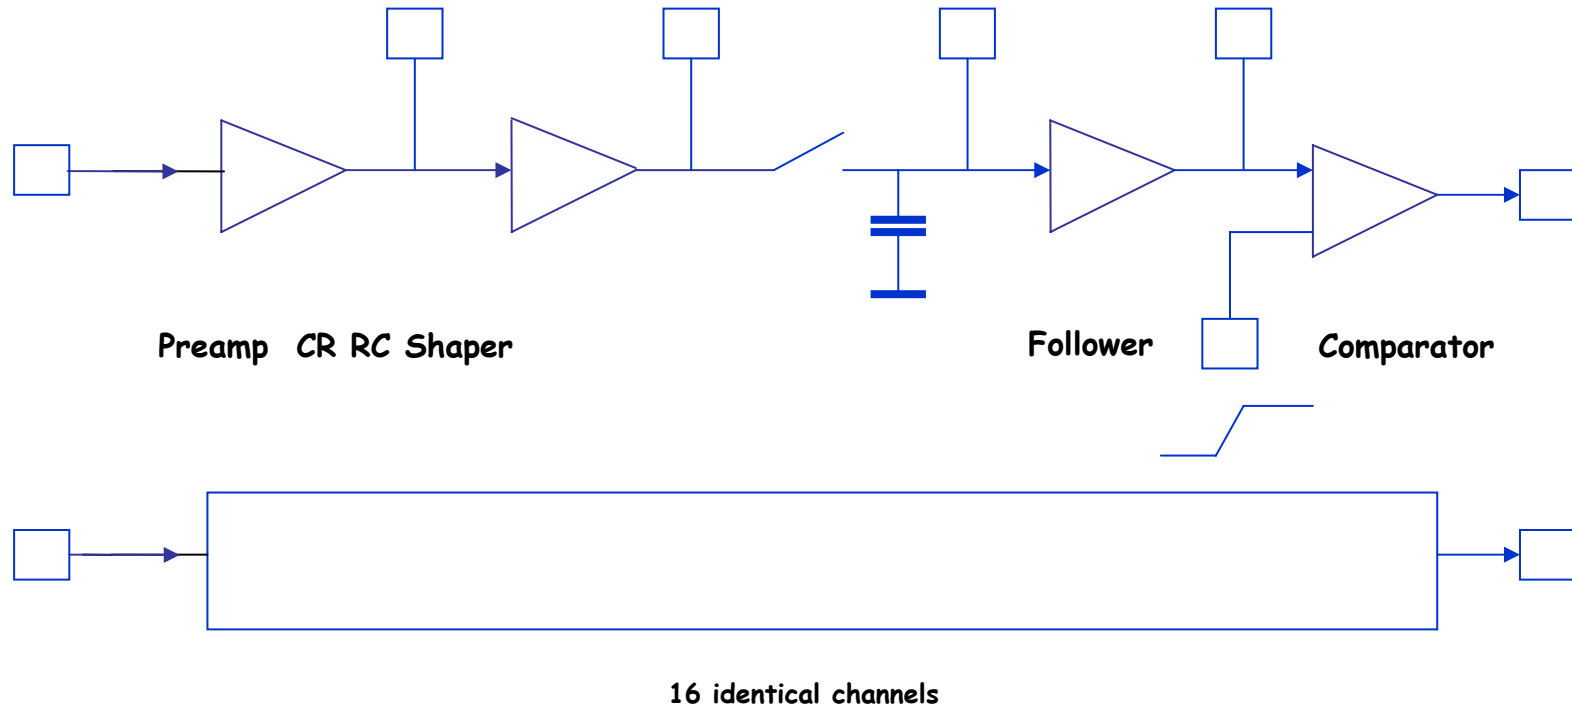 Preamp CR RC Shaper
Follower
Comparator
16 identical channels